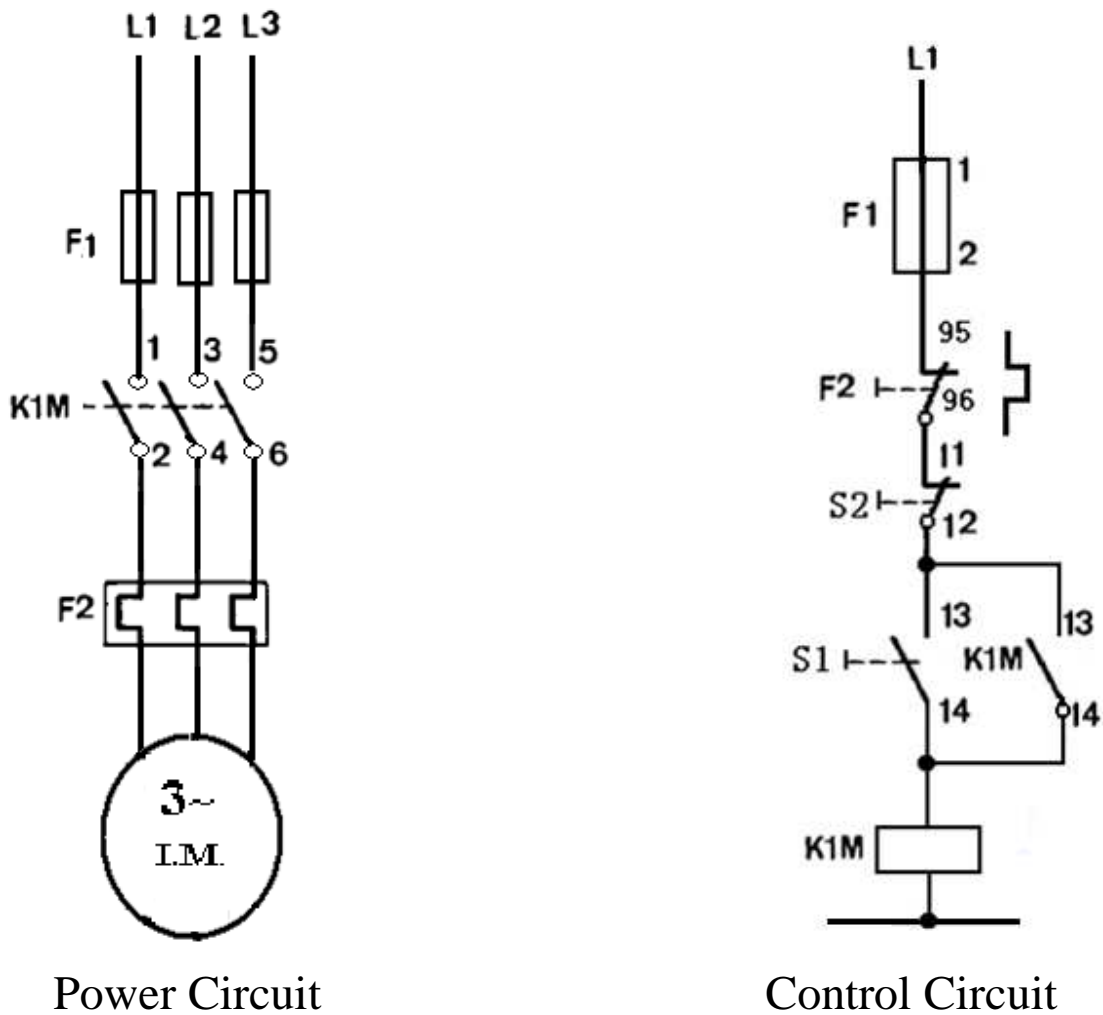 L1 L2 L3
F1
1 3 5
K1M
2 4 6
F2
3~
I.M.
Power Circuit
L1
1
F1
2
95
F2
96
11
S2
12
13 13
S1 K1M
14 14
K1M
Control Circuit